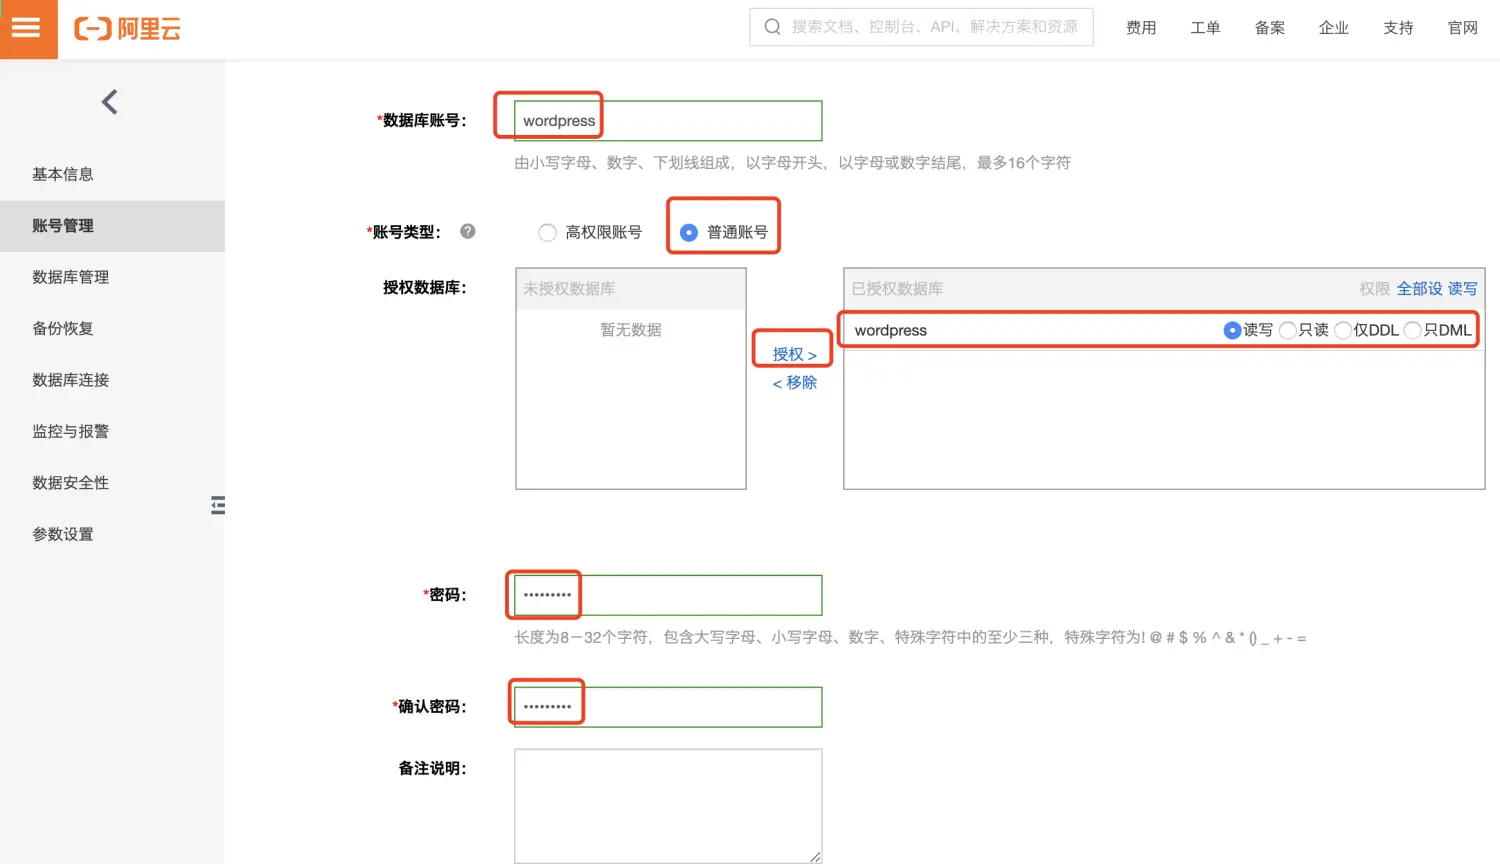 阿里云
搜索文档、控制台、API、解决方案和资源
费用 工单 备案 企业 支持 官网
基本信息
账号管理
数据库管理
备份恢复
数据库连接
监控与报警
数据安全性
参数设置
*数据库账号： wordpress
由小写字母、数字、下划线组成，以字母开头，以字母或数字结尾，最多16个字符
*账号类型： ? 高权限账号 普通账号
授权数据库：
未授权数据库
暂无数据
授权 >
< 移除
已授权数据库 权限 全部设 读写
wordpress 读写 只读 仅DDL 只DML
*密码： •••••••••
长度为8－32个字符，包含大写字母、小写字母、数字、特殊字符中的至少三种，特殊字符为! @ # $ % ^ & * () _ + - =
*确认密码： •••••••••
备注说明：